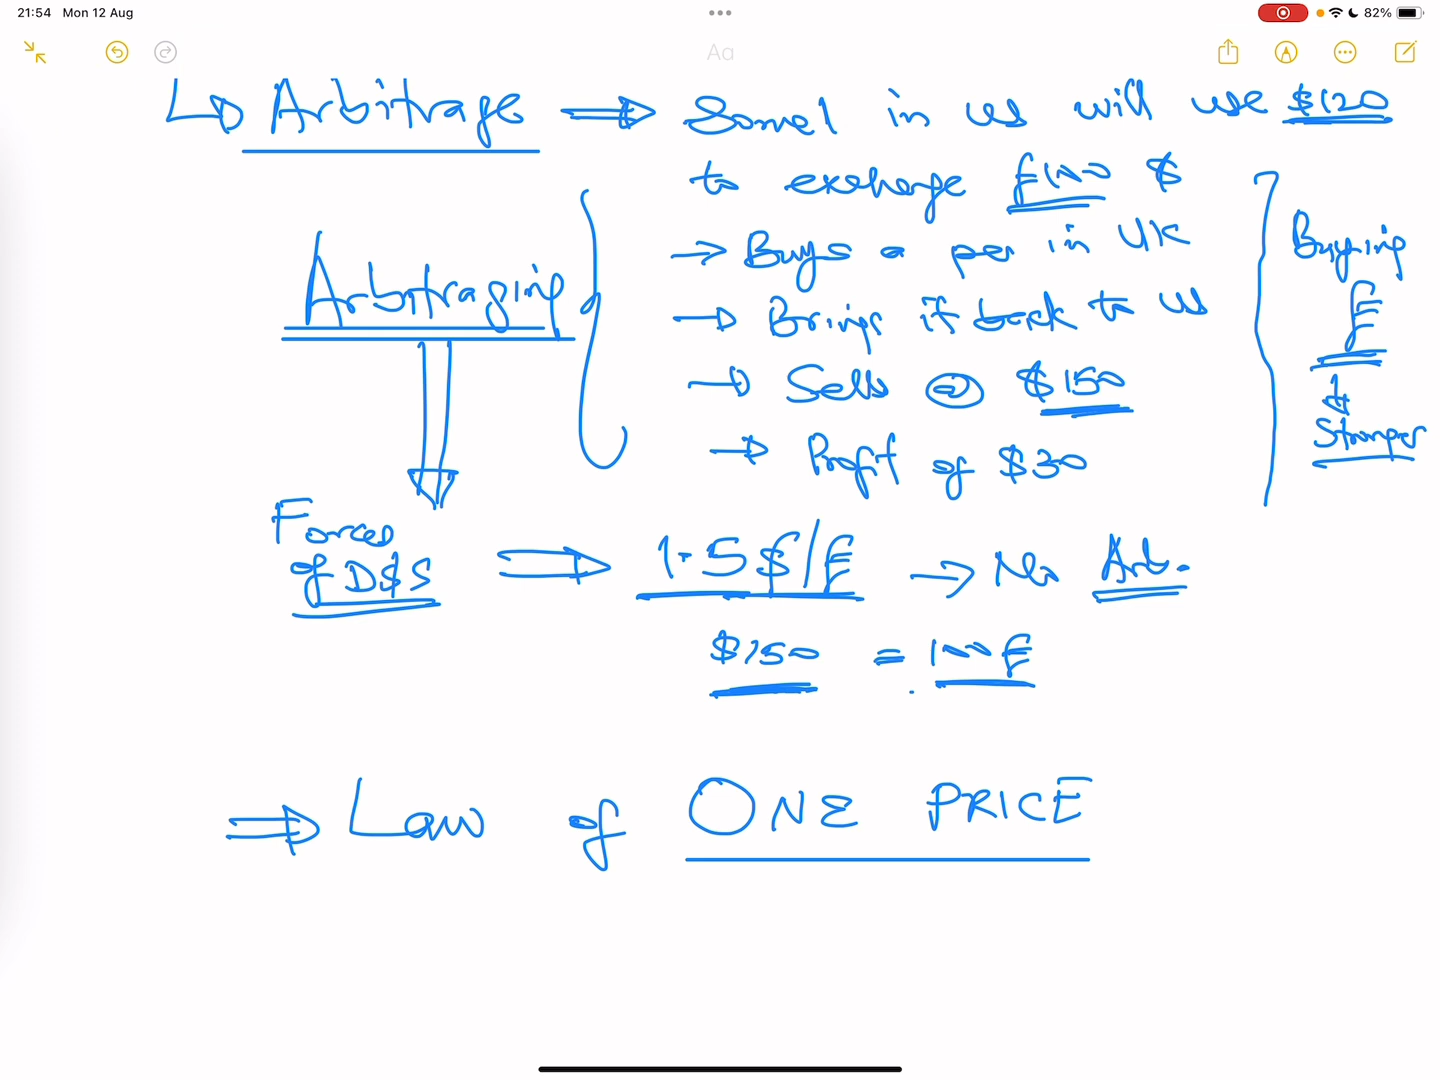 21:54 Mon 12 Aug
82%
Aa
Arbitrage ⇒ Some1 in US will use $120
to exchange £100 $
Arbitraging
→ Buys a pen in UK
→ Brings it back to US
→ Sells @ $150
→ Profit of $30
Buying
£
Stronger
Forces
of D$S ⇒ 1.5$/£ → No Arb.
$150 = 100£
⇒ Law of ONE PRICE